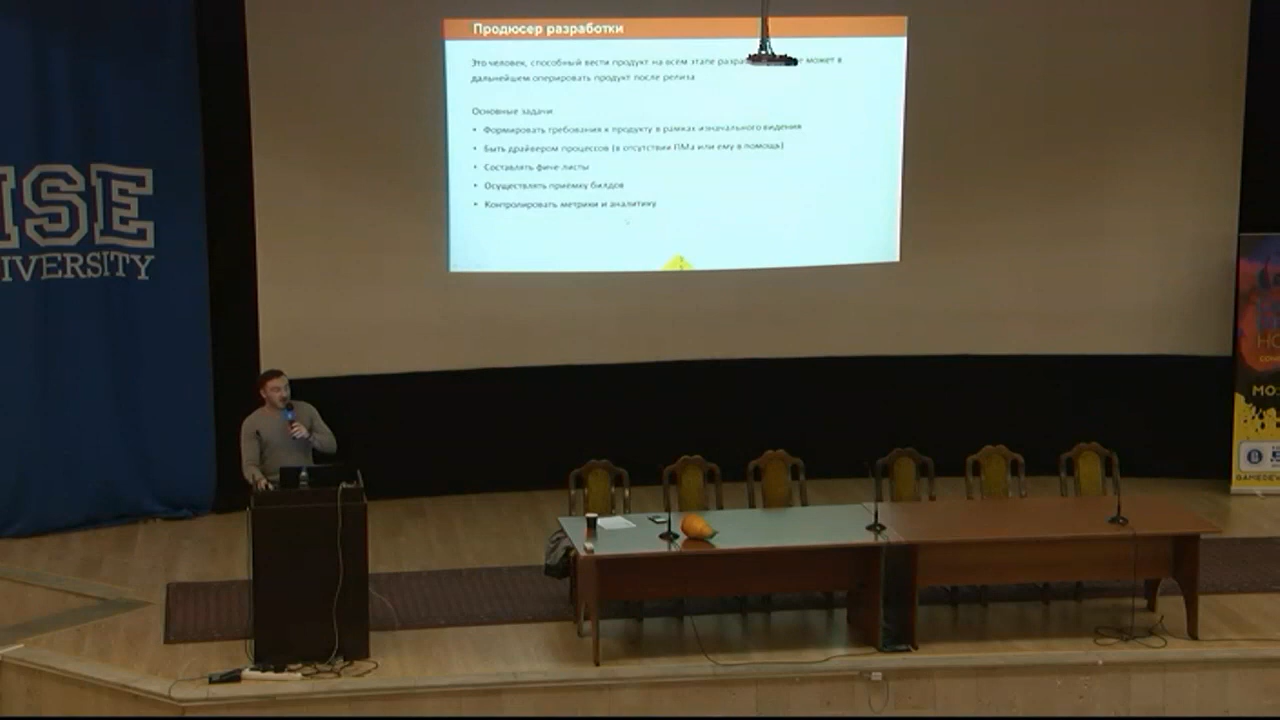 Продюсер разработки
Это человек, способный вести продукт на всём этапе может в
дальнейшем оперировать продукт после релиза
Основные задачи
• Формировать требования к продукту в рамках изначального видения
• Быть драйвером процессов (в отсутствии ПМа или ему в помощь)
• Составлять фиче-листы
• Осуществлять приёмку билдов
• Контролировать метрики и аналитику
HSE
UNIVERSITY